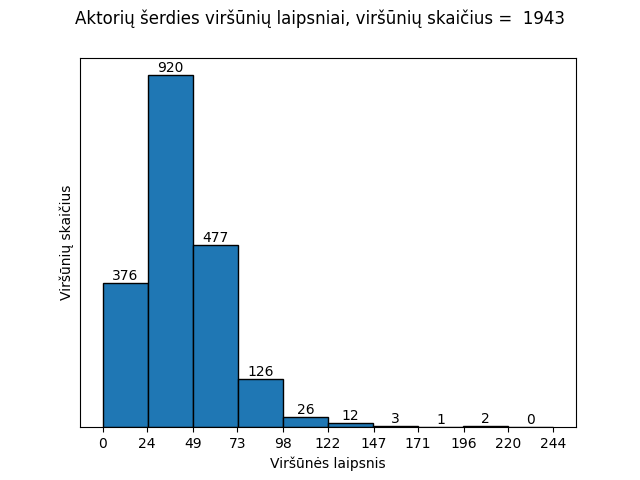 Aktorių šerdies viršūnių laipsniai, viršūnių skaičius =  1943
Viršūnių skaičius
920
477
376
126
26
12
3
1
2
0
0 24 49 73 98 122 147 171 196 220 244
Viršūnės laipsnis